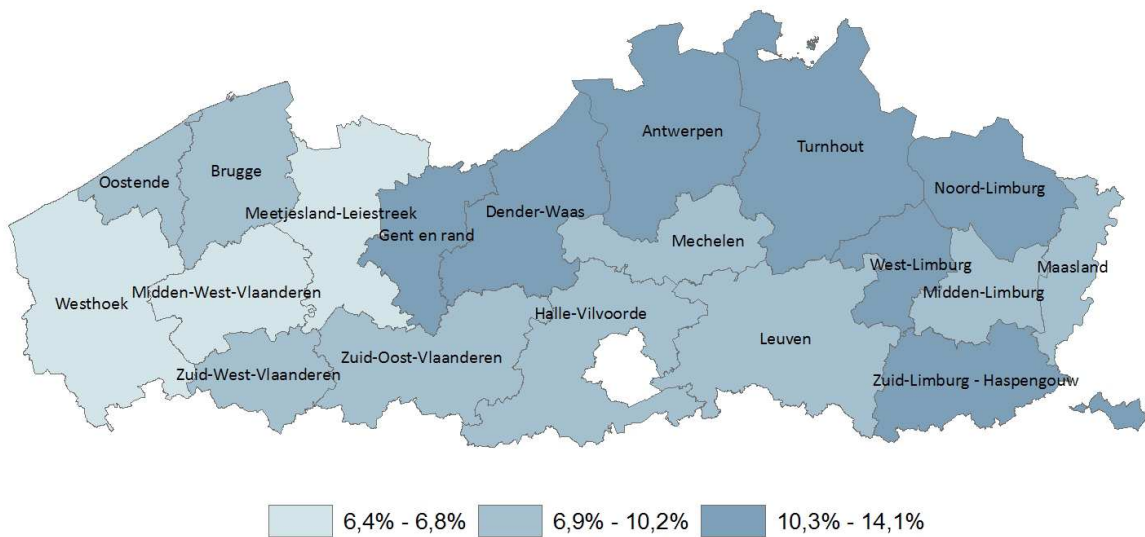 Antwerpen
Turnhout
Brugge
Oostende
Noord-Limburg
Meetjesland-Leiestreek
Dender-Waas
Gent en rand
Mechelen
West-Limburg
Maasland
Midden-West-Vlaanderen
Westhoek
Midden-Limburg
Halle-Vilvoorde
Leuven
Zuid-Oost-Vlaanderen
Zuid-West-Vlaanderen
Zuid-Limburg - Haspengouw
6,4% - 6,8% 6,9% - 10,2% 10,3% - 14,1%